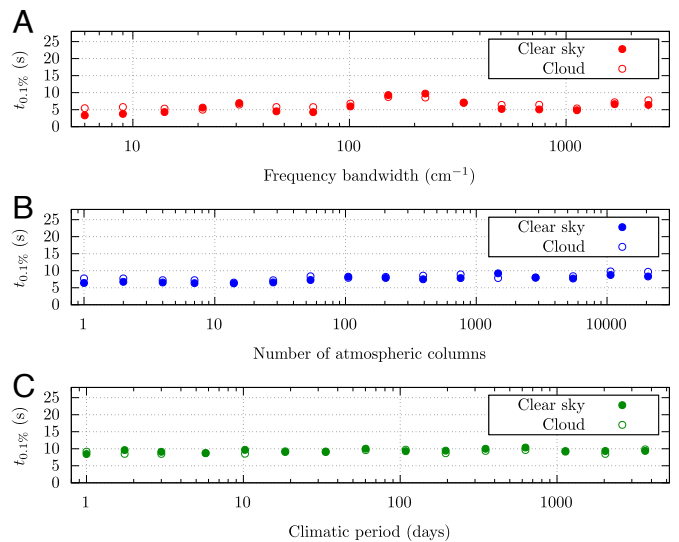 A
t0.1% (s)
25
20
15
10
5
0
Clear sky
Cloud
10 100 1000
Frequency bandwidth (cm−1)
B
t0.1% (s)
25
20
15
10
5
0
Clear sky
Cloud
1 10 100 1000 10000
Number of atmospheric columns
C
t0.1% (s)
25
20
15
10
5
0
Clear sky
Cloud
1 10 100 1000
Climatic period (days)